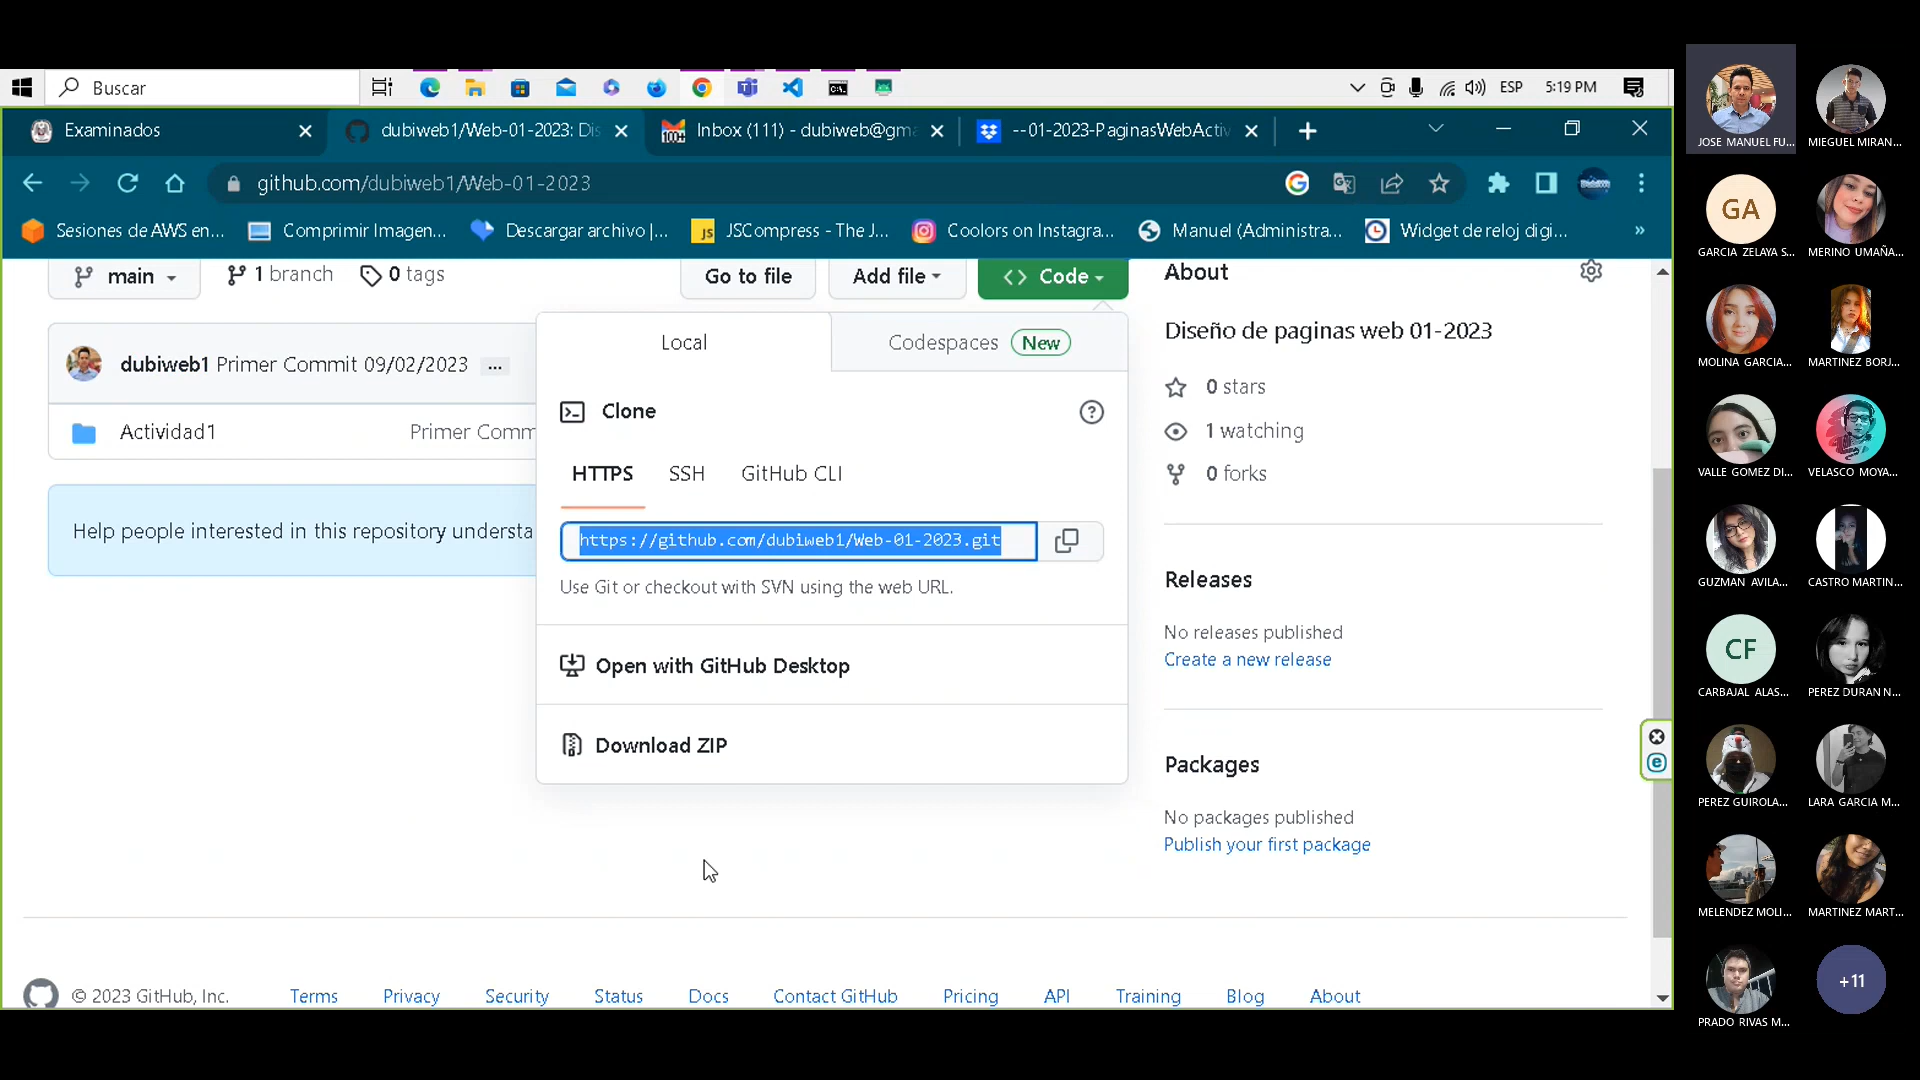 Buscar
ESP
5:19 PM
Examinados
dubiweb1/Web-01-2023: Dis
Inbox (111) - dubiweb@gma
--01-2023-PaginasWebActiv
github.com/dubiweb1/Web-01-2023
Sesiones de AWS en...
Comprimir Imagen...
Descargar archivo |...
JS
JSCompress - The J...
Coolors on Instagra...
Manuel (Administra...
Widget de reloj digi...
»
main
1 branch
0 tags
Go to file
Add file
Code
About
dubiweb1 Primer Commit 09/02/2023
...
Actividad1
Primer Comm
Help people interested in this repository understa
Local
Codespaces
New
Clone
HTTPS
SSH
GitHub CLI
https://github.com/dubiweb1/Web-01-2023.git
Use Git or checkout with SVN using the web URL.
Open with GitHub Desktop
Download ZIP
Diseño de paginas web 01-2023
0 stars
1 watching
0 forks
Releases
No releases published
Create a new release
Packages
No packages published
Publish your first package
© 2023 GitHub, Inc.
Terms
Privacy
Security
Status
Docs
Contact GitHub
Pricing
API
Training
Blog
About
JOSE MANUEL FU...
MIEGUEL MIRAN...
GA
GARCIA ZELAYA S...
MERINO UMAÑA...
MOLINA GARCIA...
MARTINEZ BORJ...
VALLE GOMEZ DI...
VELASCO MOYA...
GUZMAN AVILA...
CASTRO MARTIN...
CF
CARBAJAL ALAS...
PEREZ DURAN N...
PEREZ GUIROLA...
LARA GARCIA M...
MELENDEZ MOLI...
MARTINEZ MART...
PRADO RIVAS M...
+11